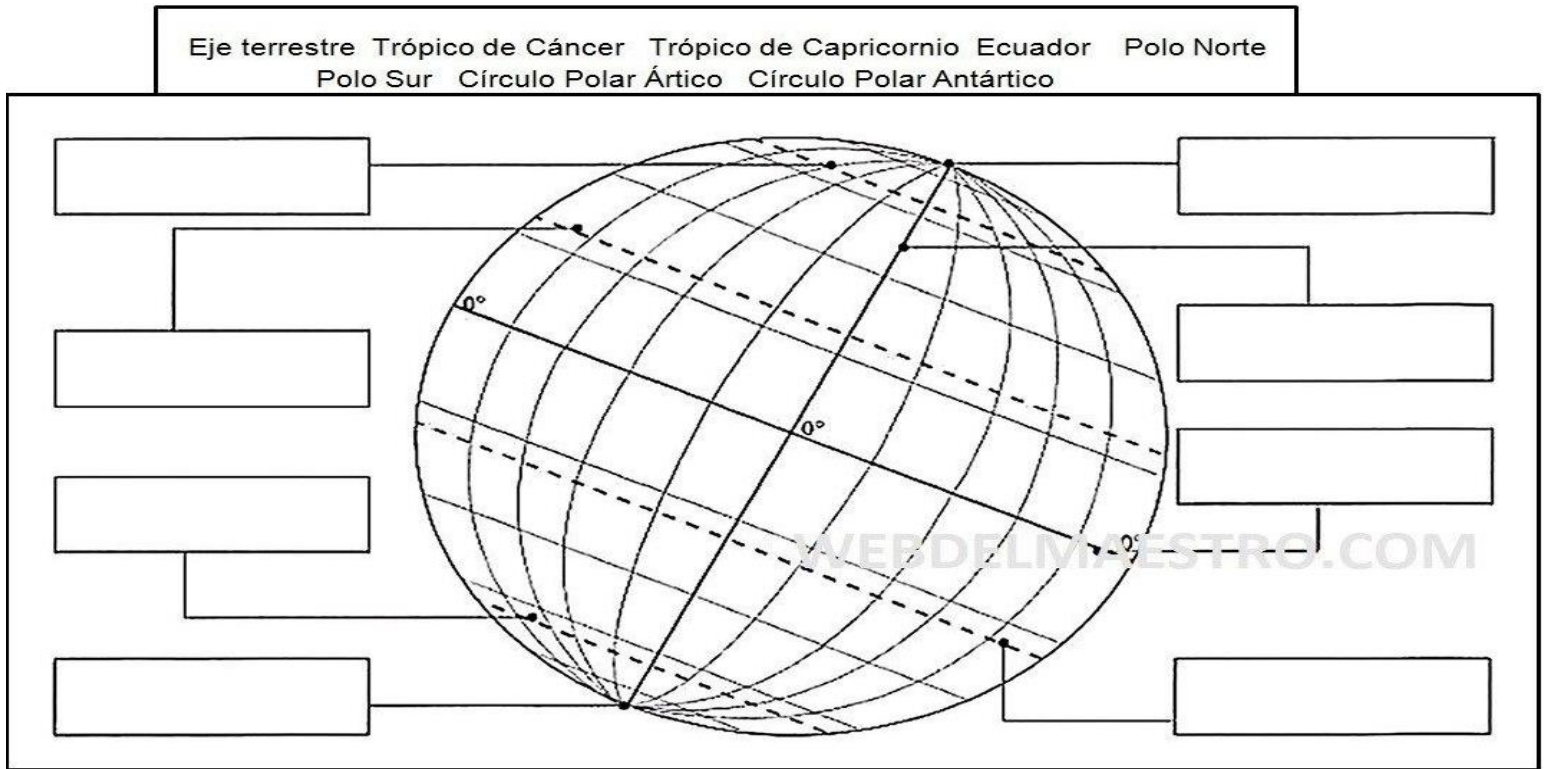 Eje terrestre Trópico de Cáncer Trópico de Capricornio Ecuador Polo Norte
Polo Sur Círculo Polar Ártico Círculo Polar Antártico
0°
0°
0°
WEBDELMAESTRO.COM